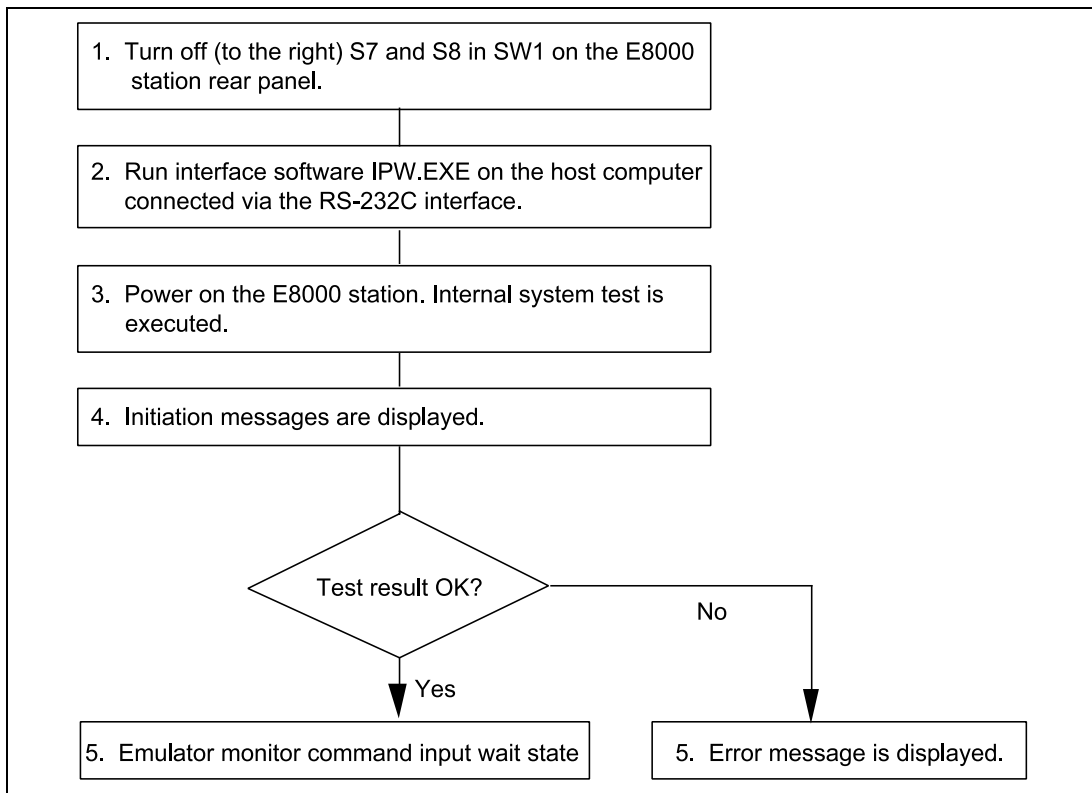 1. Turn off (to the right) S7 and S8 in SW1 on the E8000
station rear panel.
2. Run interface software IPW.EXE on the host computer
connected via the RS-232C interface.
3. Power on the E8000 station. Internal system test is
executed.
4. Initiation messages are displayed.
Test result OK?
No
Yes
5. Emulator monitor command input wait state
5. Error message is displayed.